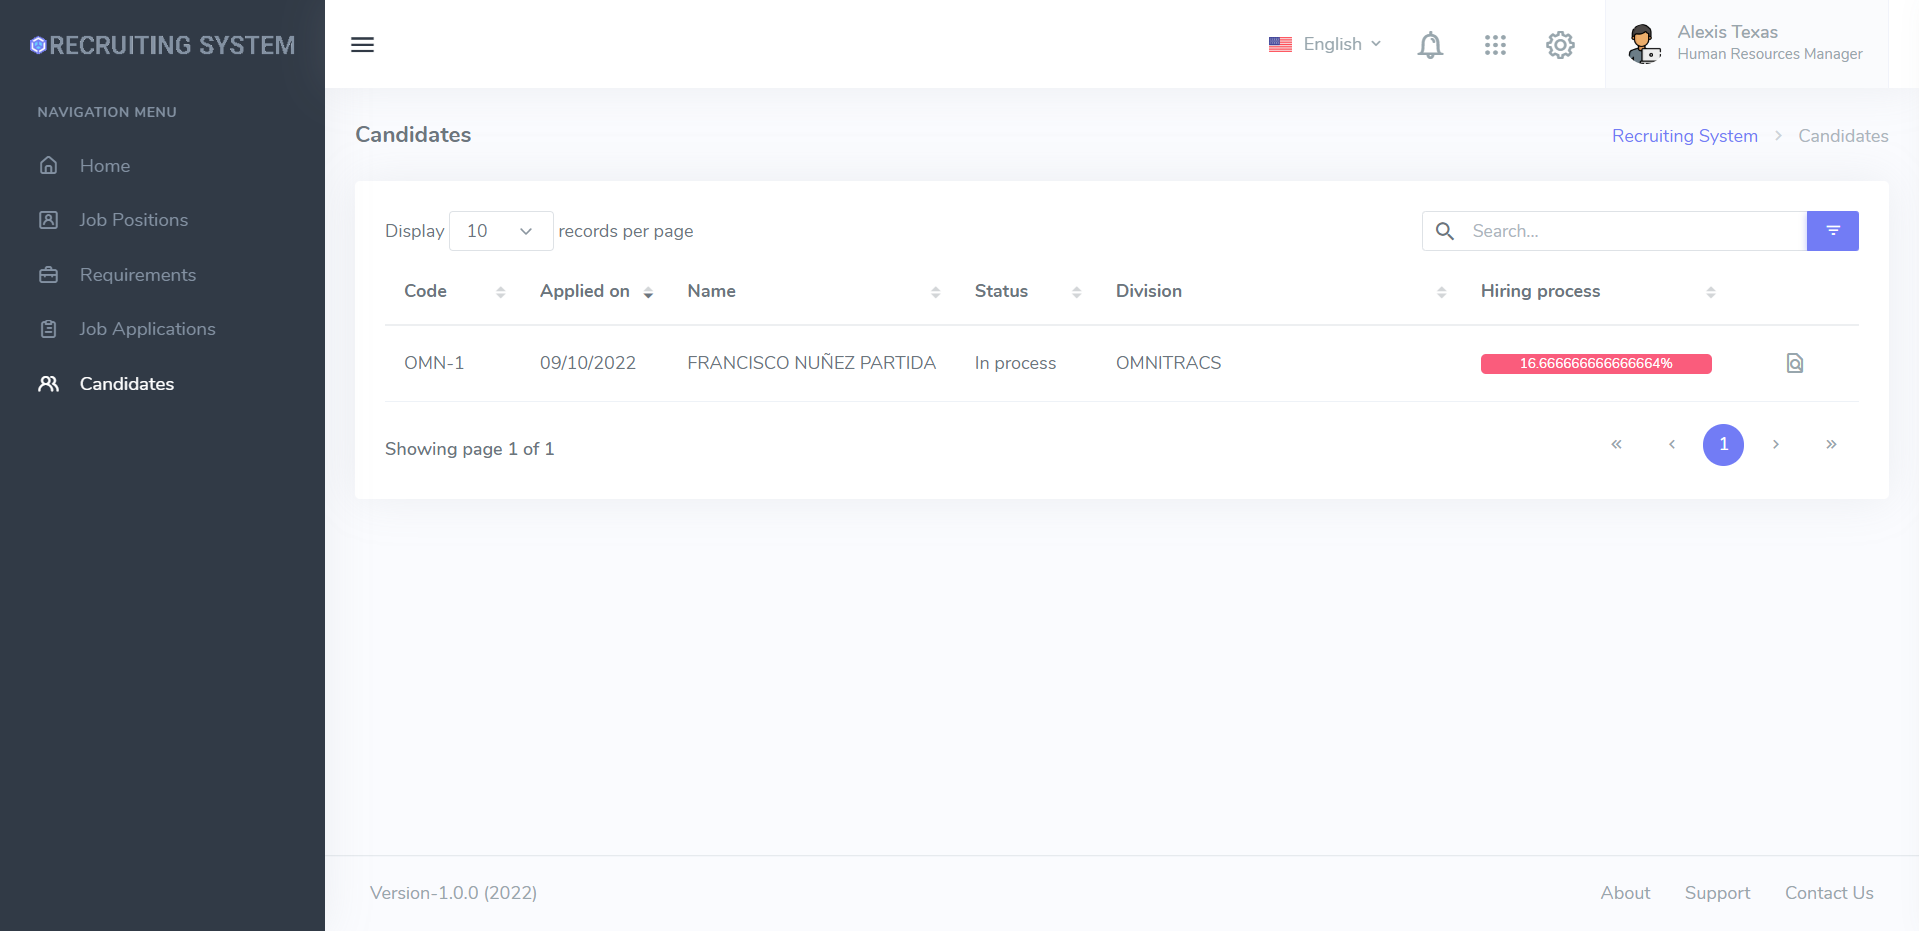 RECRUITING SYSTEM
NAVIGATION MENU
Home
Job Positions
Requirements
Job Applications
Candidates
English
Alexis Texas
Human Resources Manager
Candidates
Recruiting System > Candidates
Display 10 records per page
Search...
Code Applied on Name Status Division Hiring process
OMN-1 09/10/2022 FRANCISCO NUÑEZ PARTIDA In process OMNITRACS 16.666666666666664%
Showing page 1 of 1
« ‹ 1 › »
Version-1.0.0 (2022)
About Support Contact Us